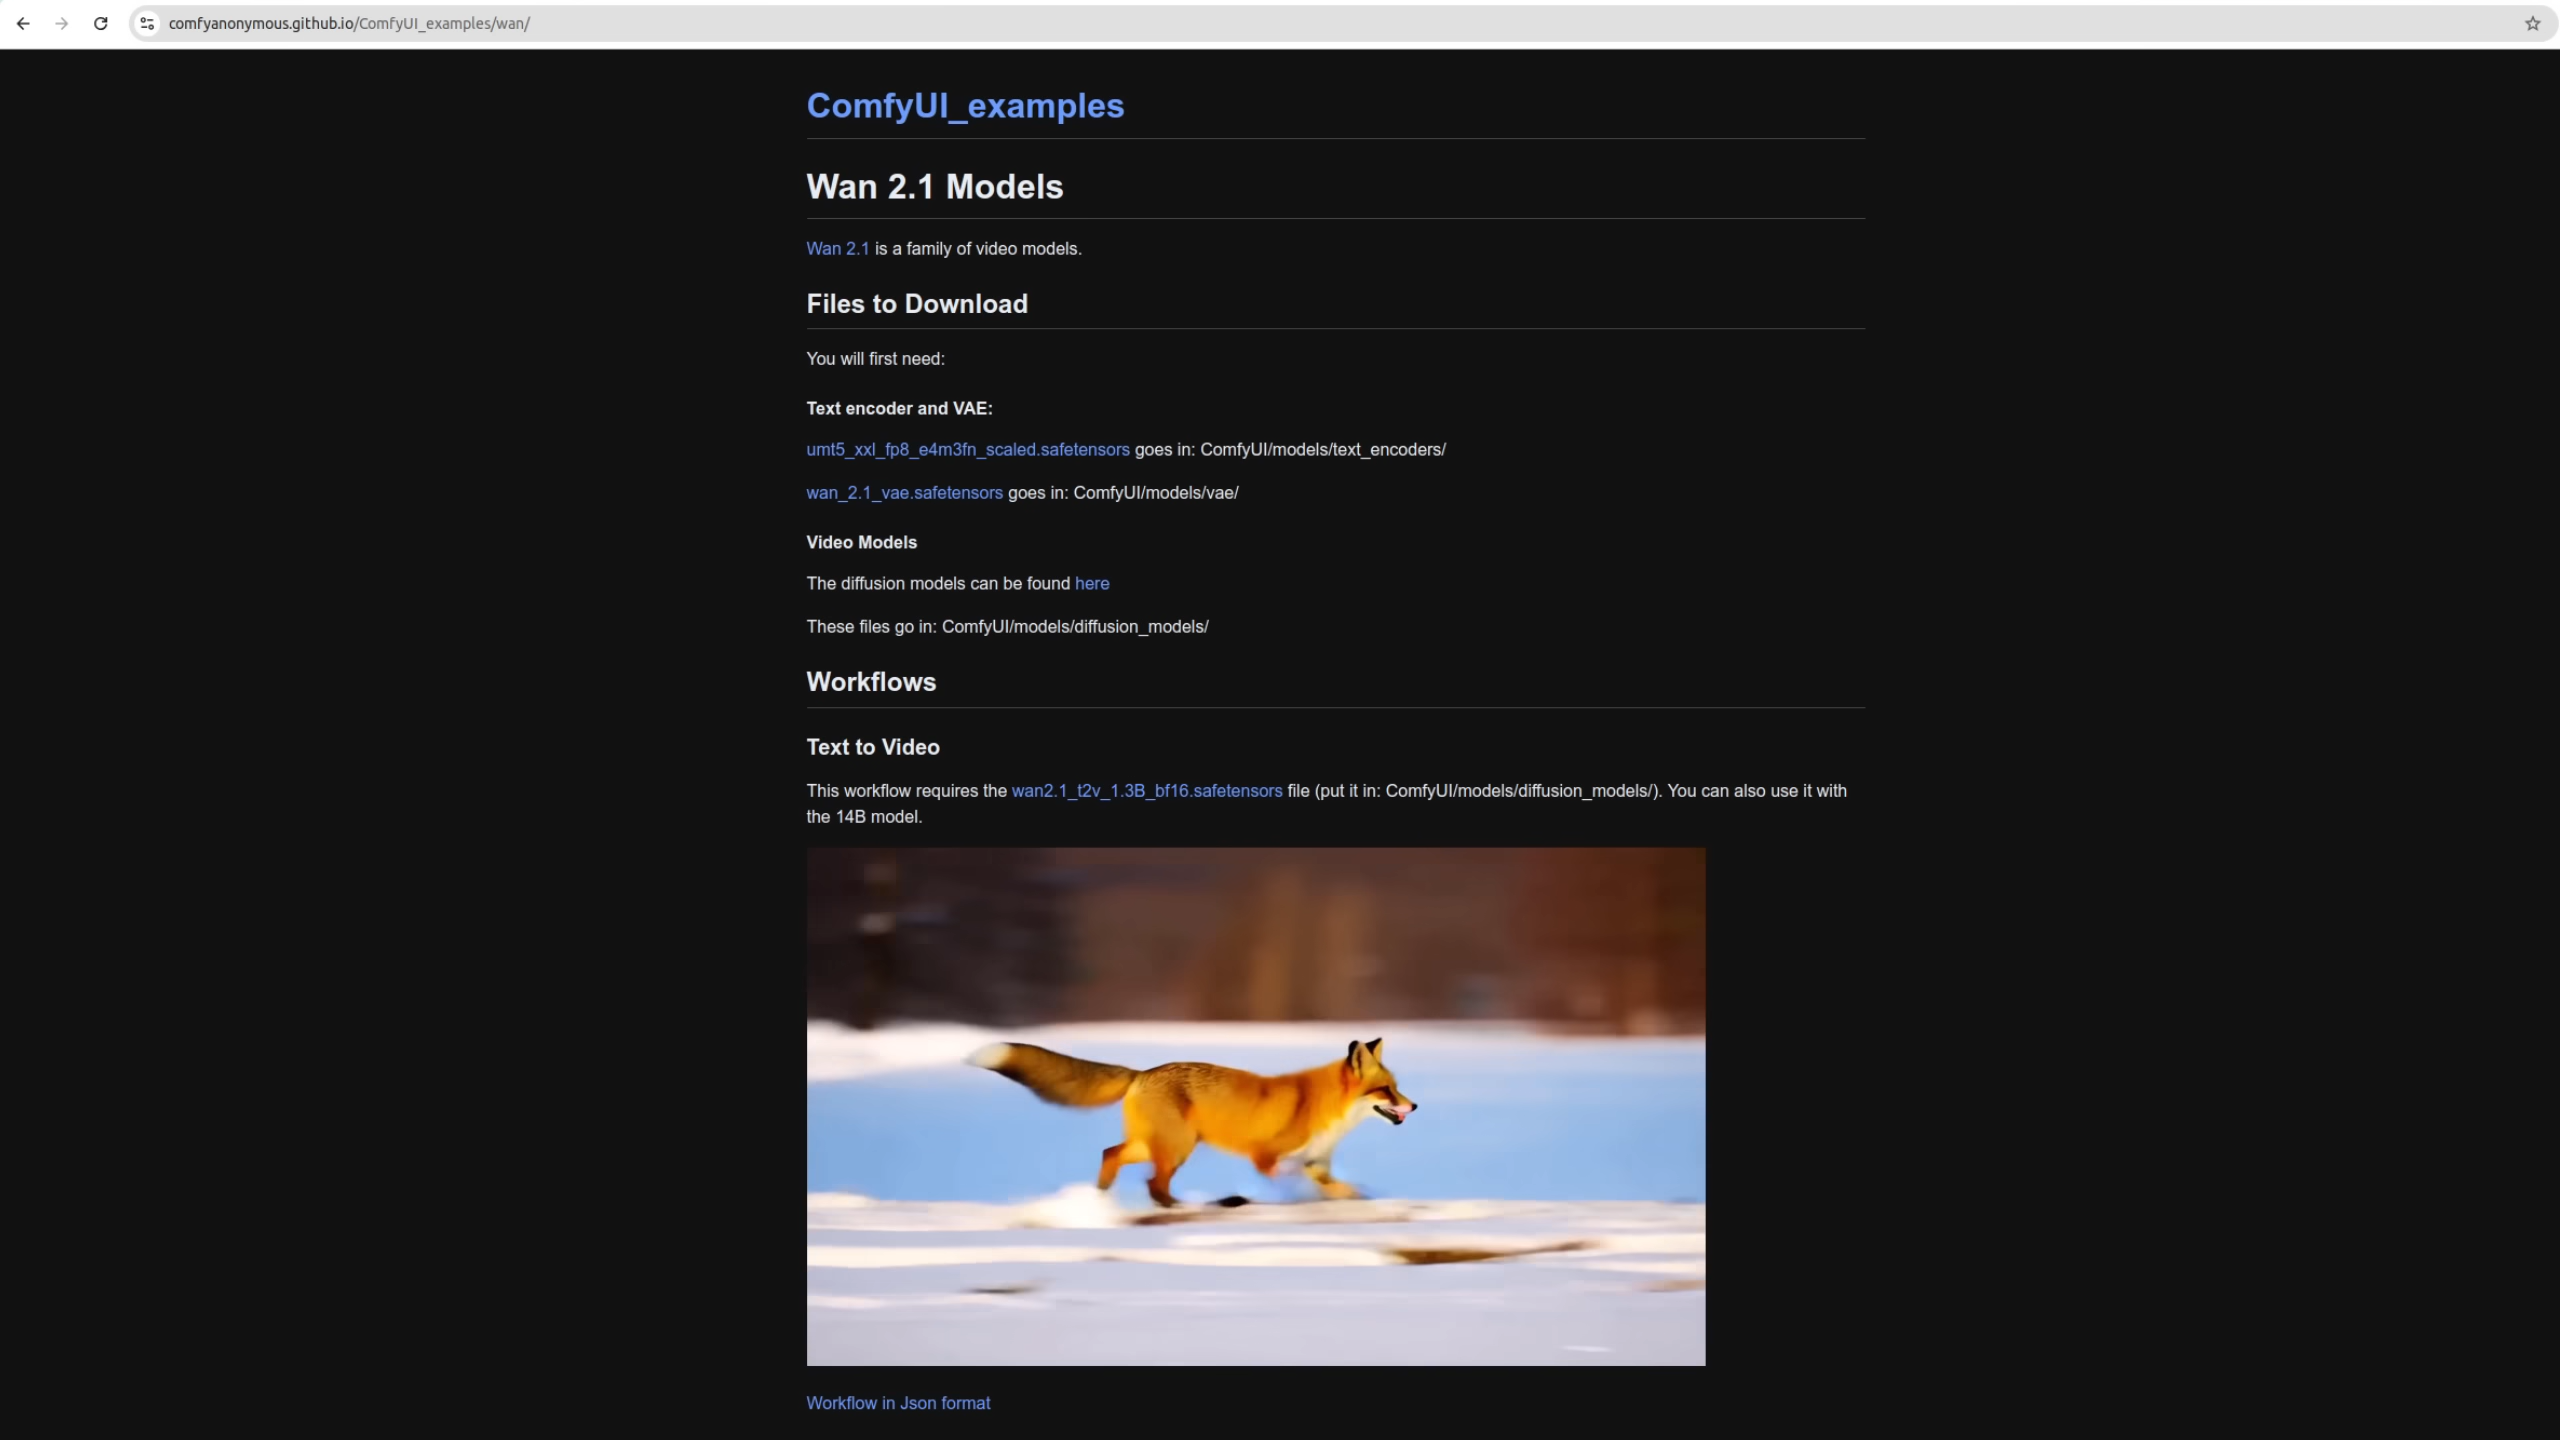 comfyanonymous.github.io/ComfyUI_examples/wan/
ComfyUI_examples
Wan 2.1 Models
Wan 2.1 is a family of video models.
Files to Download
You will first need:
Text encoder and VAE:
umt5_xxl_fp8_e4m3fn_scaled.safetensors goes in: ComfyUI/models/text_encoders/
wan_2.1_vae.safetensors goes in: ComfyUI/models/vae/
Video Models
The diffusion models can be found here
These files go in: ComfyUI/models/diffusion_models/
Workflows
Text to Video
This workflow requires the wan2.1_t2v_1.3B_bf16.safetensors file (put it in: ComfyUI/models/diffusion_models/). You can also use it with
the 14B model.
Workflow in Json format